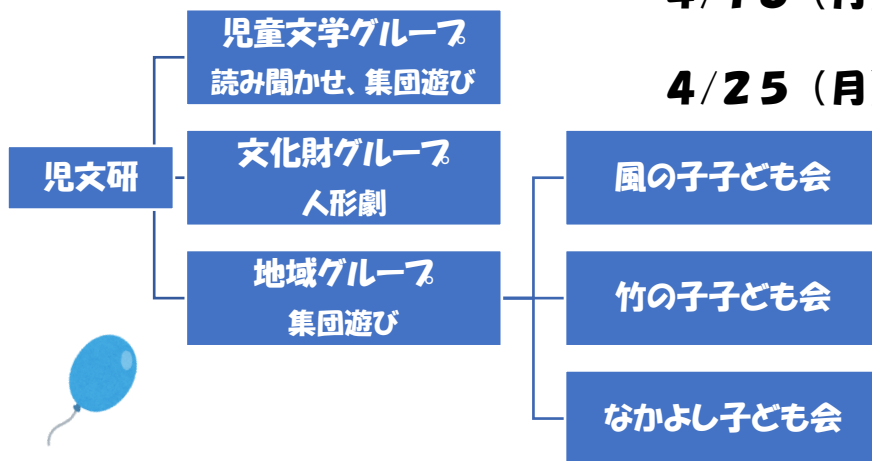 4/25（月
児童文学グループ
読み聞かせ、集団遊び
児文研
文化財グループ
人形劇
地域グループ
集団遊び
風の子子ども会
竹の子子ども会
なかよし子ども会